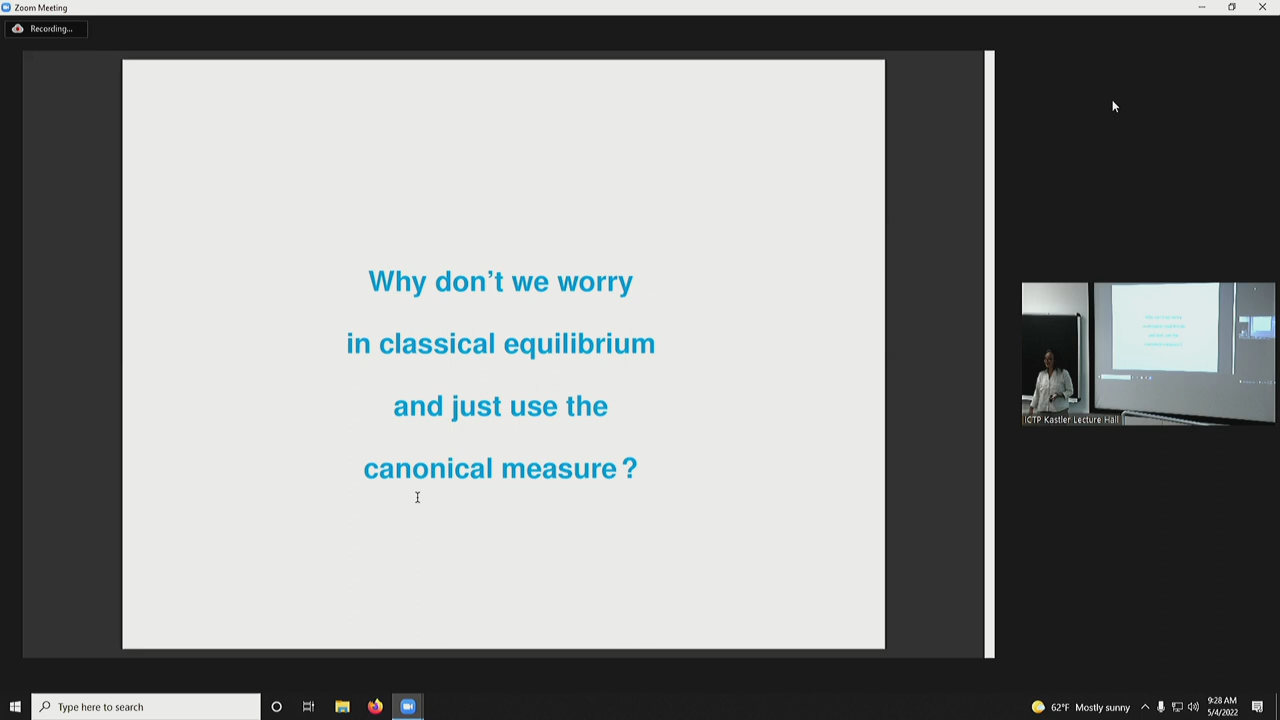 Zoom Meeting
Recording...
Why don't we worry
in classical equilibrium
and just use the
canonical measure ?
ICTP Kastler Lecture Hall
Type here to search
62°F Mostly sunny
9:28 AM
5/4/2022